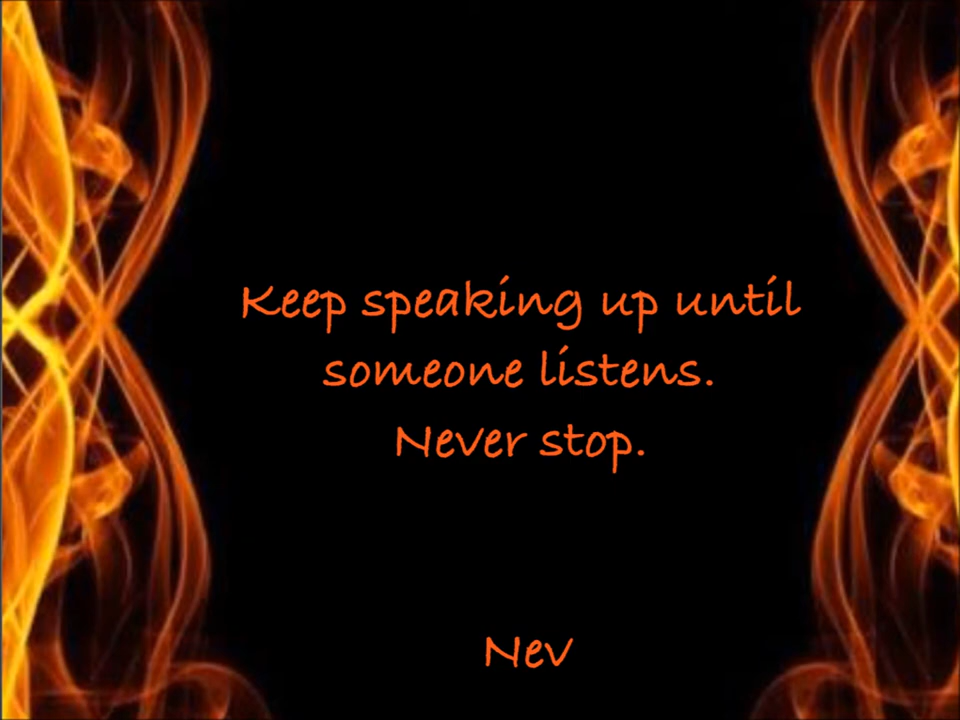 Keep speaking up until
someone listens.
Never stop.
Nev